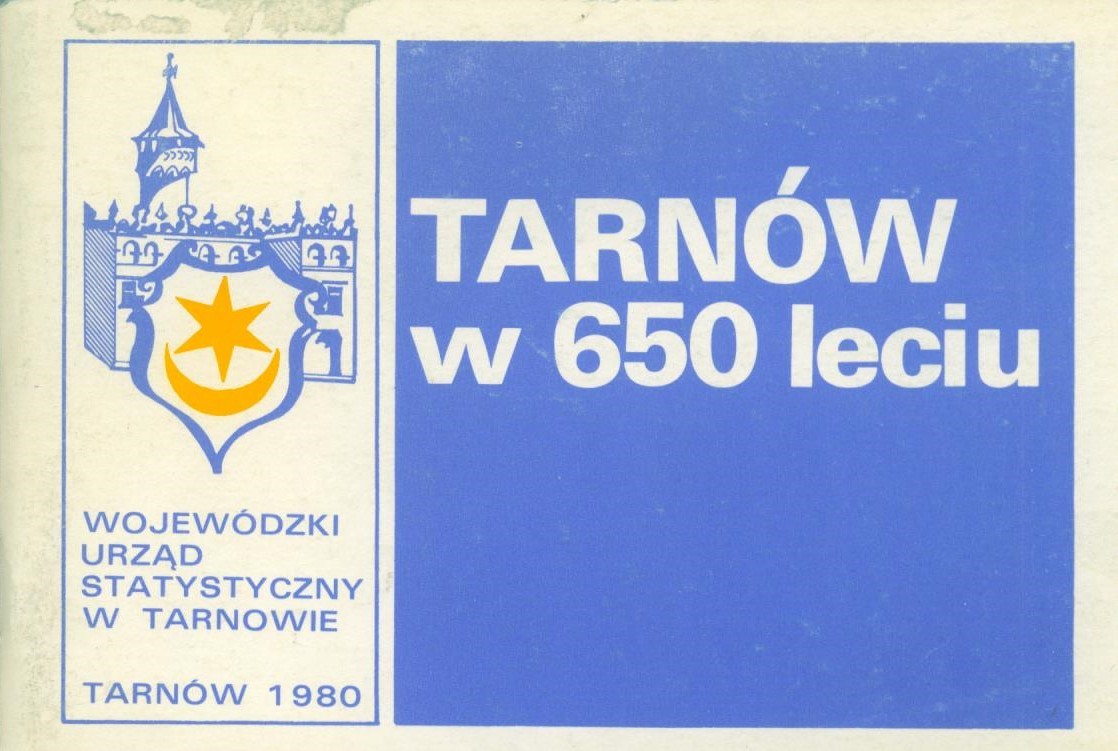 TARNÓW
w 650 leciu
WOJEWÓDZKI
URZĄD
STATYSTYCZNY
W TARNOWIE
TARNÓW 1980